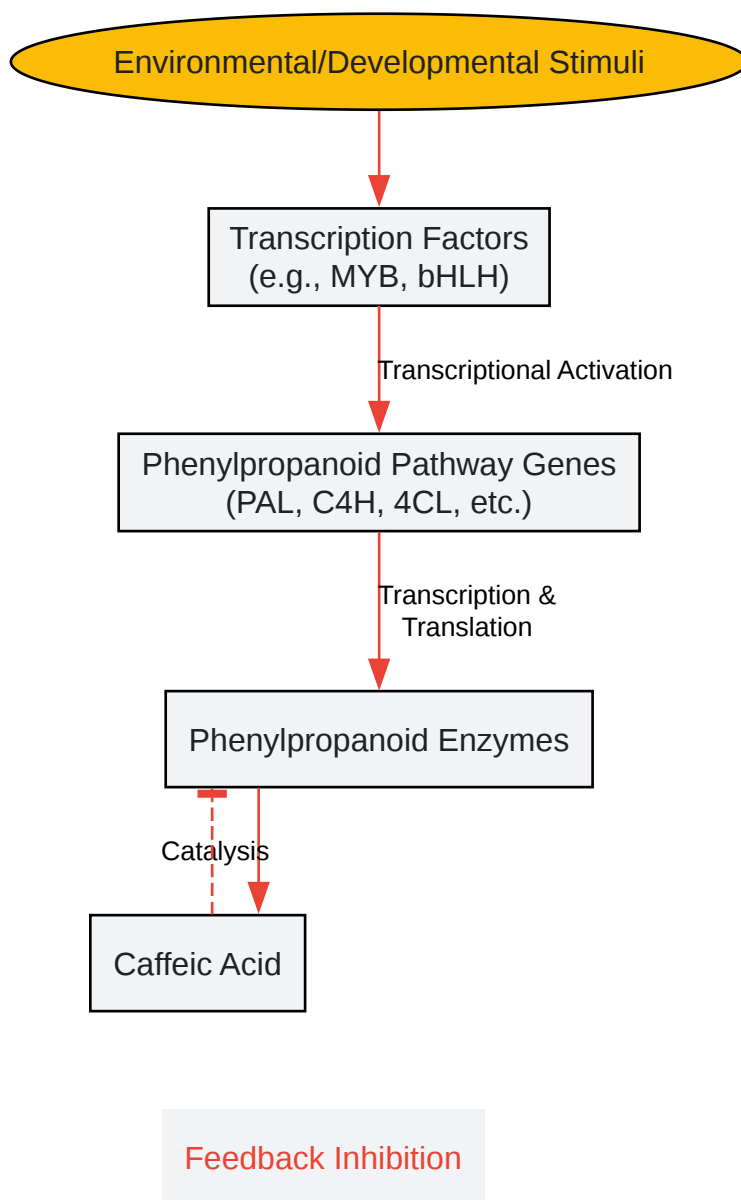 Environmental/Developmental Stimuli
Transcription Factors
(e.g., MYB, bHLH)
Transcriptional Activation
Phenylpropanoid Pathway Genes
(PAL, C4H, 4CL, etc.)
Transcription &
Translation
Phenylpropanoid Enzymes
Catalysis
Caffeic Acid
Feedback Inhibition